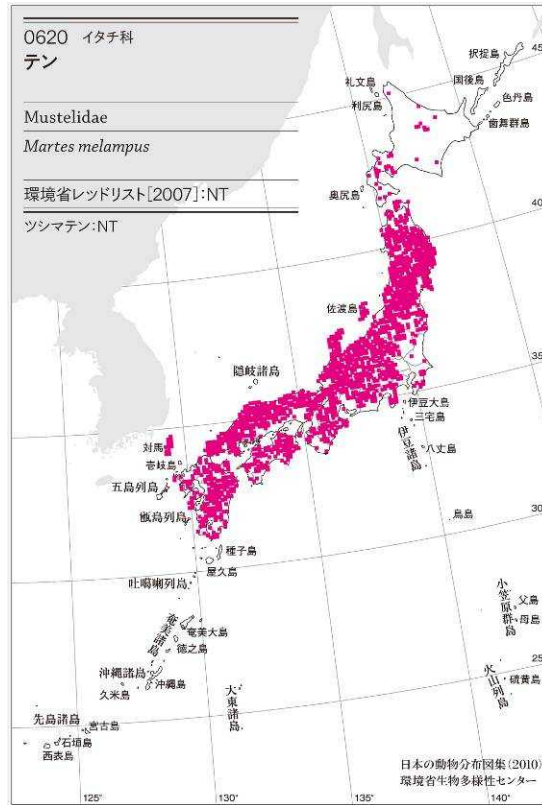 0620 イタチ科
テン
Mustelidae
Martes melampus
環境省レッドリスト[2007]:NT
ツシマテン:NT
択捉島
国後島
色丹島
歯舞群島
礼文島
利尻島
奥尻島
佐渡島
隠岐諸島
伊豆大島
三宅島
伊豆諸島
八丈島
対馬
壱岐島
五島列島
甑島列島
鳥島
種子島
屋久島
吐噶喇列島
小笠原群島
父島
母島
奄美諸島
奄美大島
徳之島
沖縄諸島
沖縄島
久米島
大東諸島
火山列島
硫黄島
先島諸島
宮古島
石垣島
西表島
45
40
35
30
25
125°
130°
135°
140°
日本の動物分布図集(2010)
環境省生物多様性センター